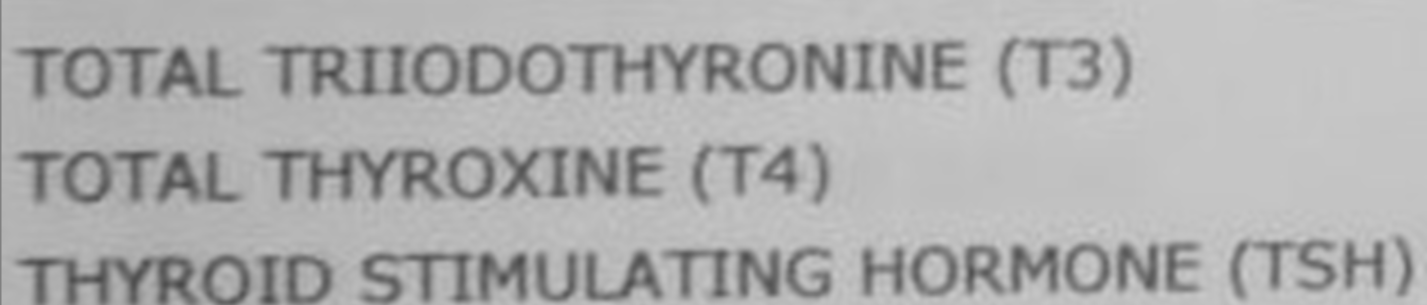 TOTAL TRIIODOTHYRONINE (T3)
TOTAL THYROXINE (T4)
THYROID STIMULATING HORMONE (TSH)